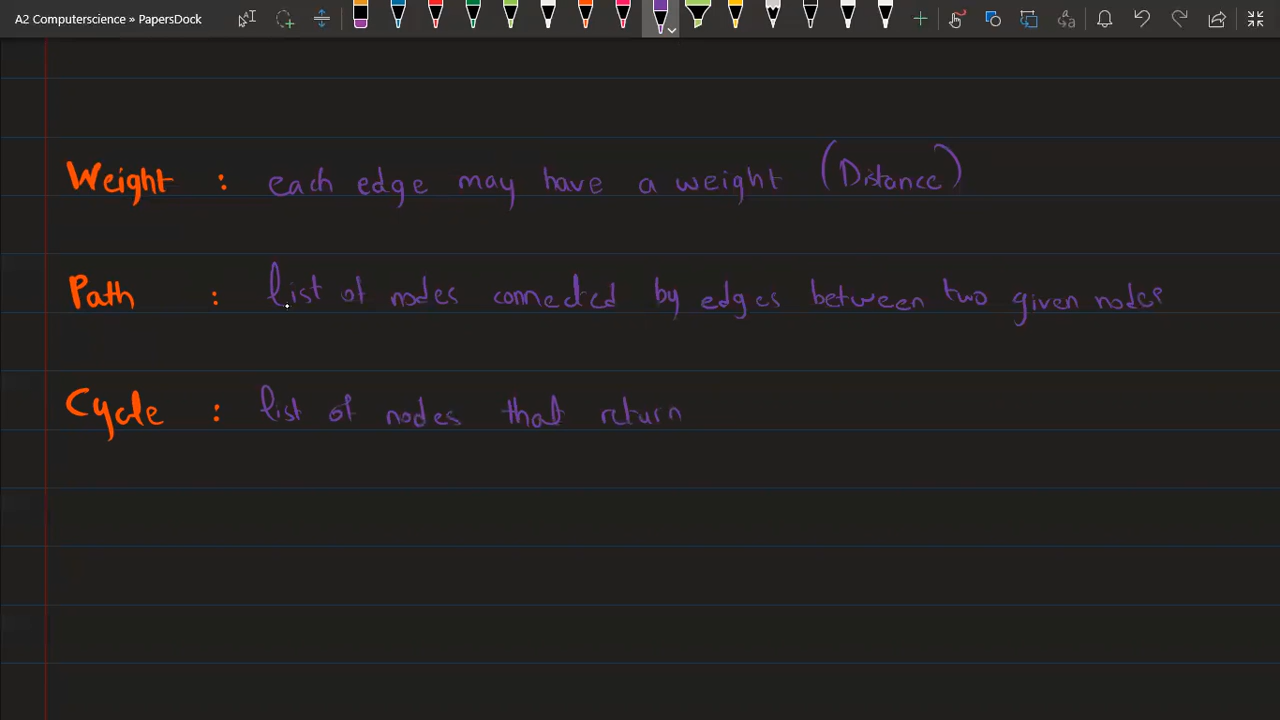 A2 Computerscience » PapersDock
Weight : each edge may have a weight (Distance)
Path : list of nodes connected by edges between two given nodes
Cycle : list of nodes that return